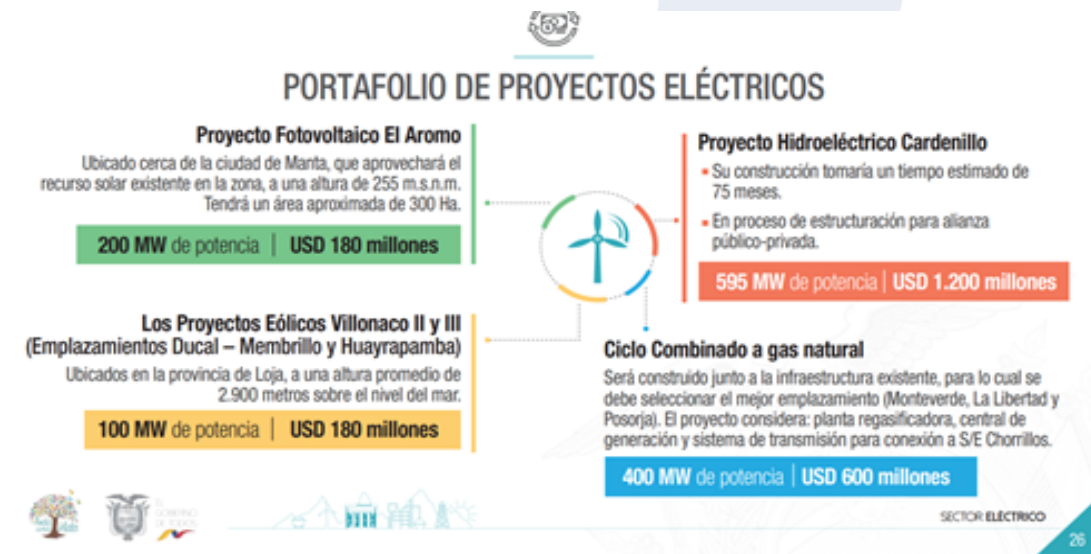 PORTAFOLIO DE PROYECTOS ELÉCTRICOS
Proyecto Fotovoltaico El Aromo
Ubicado cerca de la ciudad de Manta, que aprovechará el
recurso solar existente en la zona, a una altura de 255 m.s.n.m.
Tendrá un área aproximada de 300 Ha.
200 MW de potencia | USD 180 millones
Los Proyectos Eólicos Villonaco II y III
(Emplazamientos Ducal – Membrillo y Huayrapamba)
Ubicados en la provincia de Loja, a una altura promedio de
2.900 metros sobre el nivel del mar.
100 MW de potencia | USD 180 millones
Proyecto Hidroeléctrico Cardenillo
▪ Su construcción tomaría un tiempo estimado de
75 meses.
▪ En proceso de estructuración para alianza
público-privada.
595 MW de potencia | USD 1.200 millones
Ciclo Combinado a gas natural
Será construido junto a la infraestructura existente, para lo cual se
debe seleccionar el mejor emplazamiento (Monteverde, La Libertad y
Posorja). El proyecto considera: planta regasificadora, central de
generación y sistema de transmisión para conexión a S/E Chorrillos.
400 MW de potencia | USD 600 millones
EL
GOBIERNO
DE TODOS
SECTOR ELÉCTRICO
26